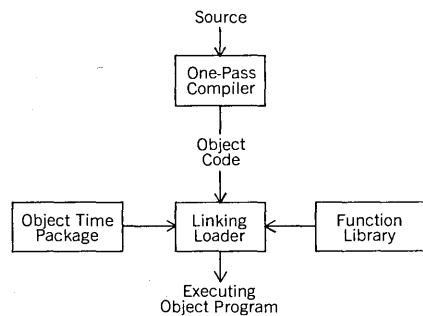 Source
One-Pass
Compiler
Object
Code
Object Time
Package
Linking
Loader
Function
Library
Executing
Object Program